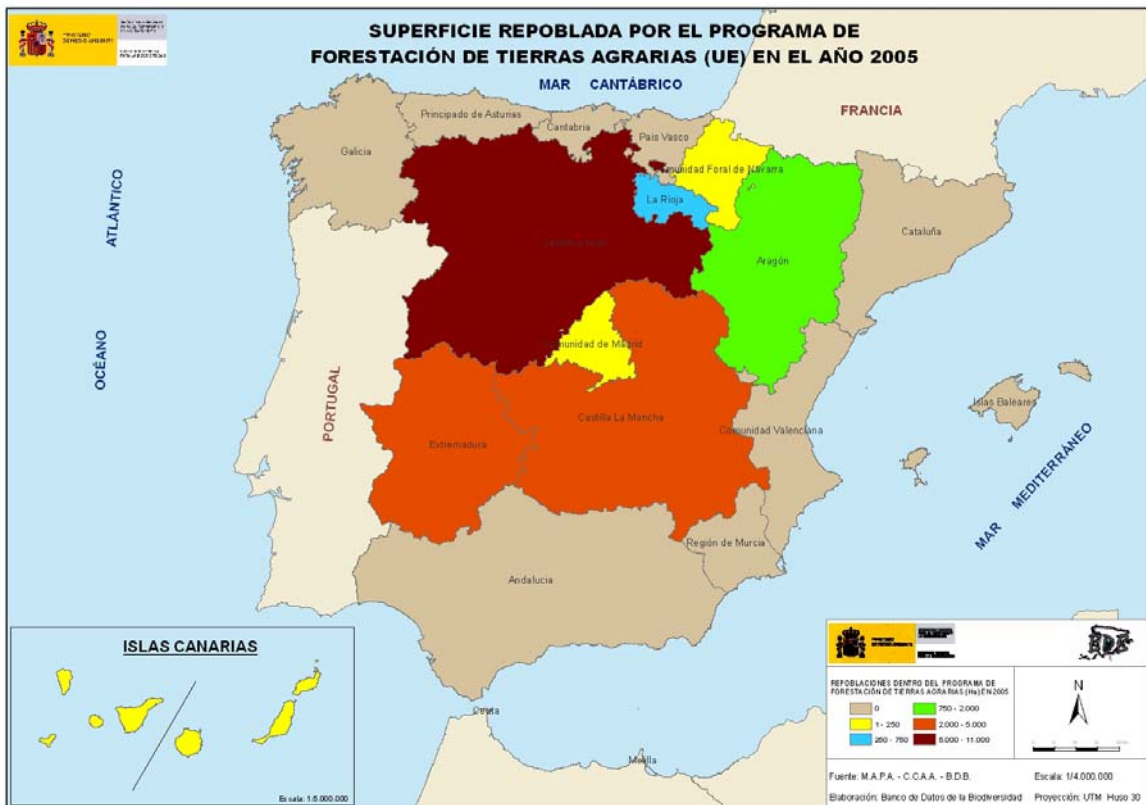 SUPERFICIE REPOBLADA POR EL PROGRAMA DE
FORESTACIÓN DE TIERRAS AGRARIAS (UE) EN EL AÑO 2005
MAR CANTÁBRICO
FRANCIA
Principado de Asturias
Cantabria
País Vasco
Galicia
Comunidad Foral de Navarra
La Rioja
Cataluña
Aragón
OCÉANO ATLÁNTICO
PORTUGAL
Comunidad de Madrid
Castilla La Mancha
Extremadura
Comunidad Valenciana
Islas Baleares
MAR MEDITERRÁNEO
Región de Murcia
Andalucía
Ceuta
Melilla
ISLAS CANARIAS
Escala: 1/5.000.000
REPOBLACIONES DENTRO DEL PROGRAMA DE
FORESTACIÓN DE TIERRAS AGRARIAS (Ha) EN 2005
0
1 - 250
250 - 750
750 - 2.000
2.000 - 5.000
5.000 - 11.000
N
Fuente: M.A.P.A. - C.C.A.A. - B.D.B.
Escala: 1/4.000.000
Elaboración: Banco de Datos de la Biodiversidad
Proyección: UTM Huso 30